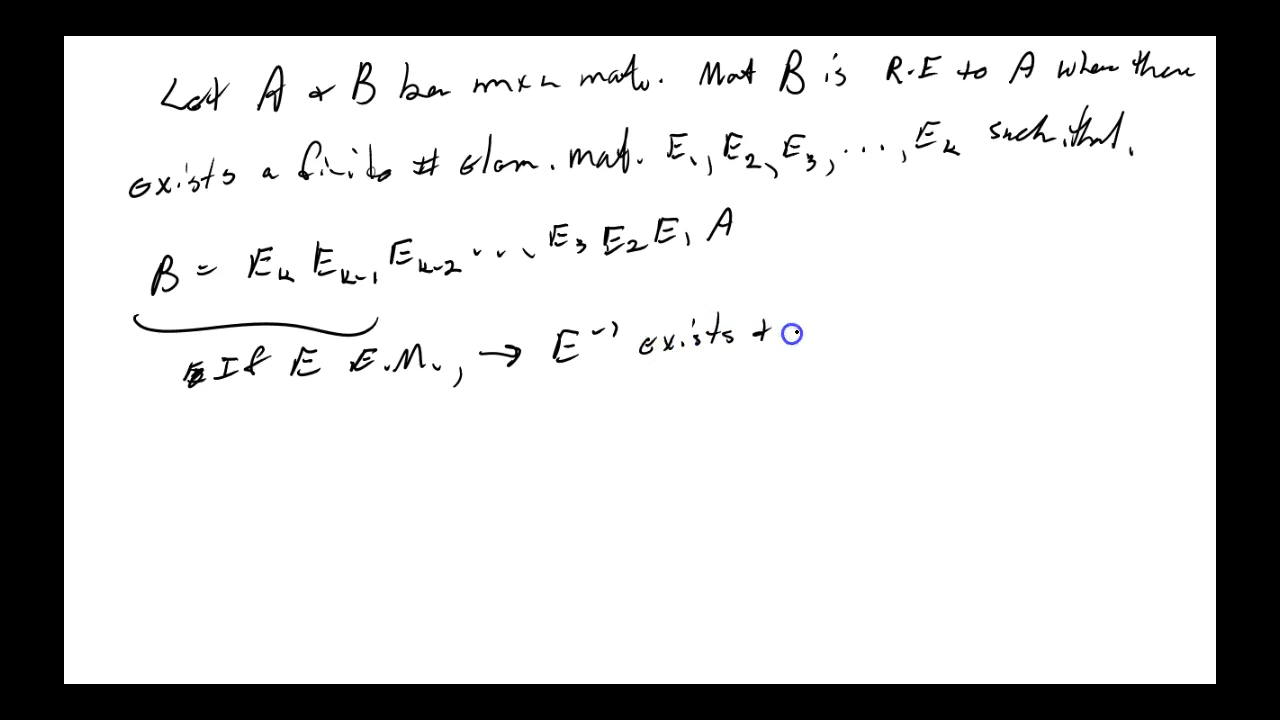 Let A + B be m x n mat. Mat B is R.E to A when there
exists a finite # elem. mat. E₁, E₂, E₃, ..., Eₖ such that.
B = Eₖ Eₖ₋₁ Eₖ₋₂ ... E₃ E₂ E₁ A
If E E.M., → E⁻¹ exists +